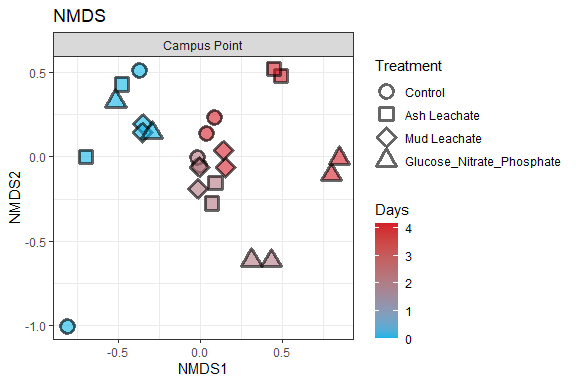 NMDS
Campus Point
0.5
0.0
-0.5
-1.0
NMDS2
-0.5
0.0
0.5
NMDS1
Treatment
Control
Ash Leachate
Mud Leachate
Glucose_Nitrate_Phosphate
Days
4
3
2
1
0